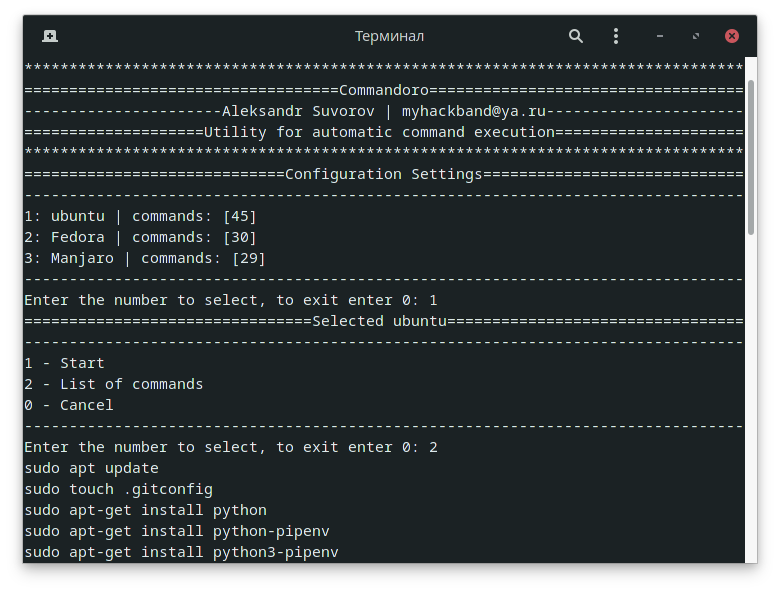 Терминал
********************************************************************************
===================================Commandoro===================================
----------------------Aleksandr Suvorov | myhackband@ya.ru----------------------
====================Utility for automatic command execution=====================
********************************************************************************
=============================Configuration Settings=============================
--------------------------------------------------------------------------------
1: ubuntu | commands: [45]
2: Fedora | commands: [30]
3: Manjaro | commands: [29]
--------------------------------------------------------------------------------
Enter the number to select, to exit enter 0: 1
================================Selected ubuntu=================================
--------------------------------------------------------------------------------
1 - Start
2 - List of commands
0 - Cancel
--------------------------------------------------------------------------------
Enter the number to select, to exit enter 0: 2
sudo apt update
sudo touch .gitconfig
sudo apt-get install python
sudo apt-get install python-pipenv
sudo apt-get install python3-pipenv